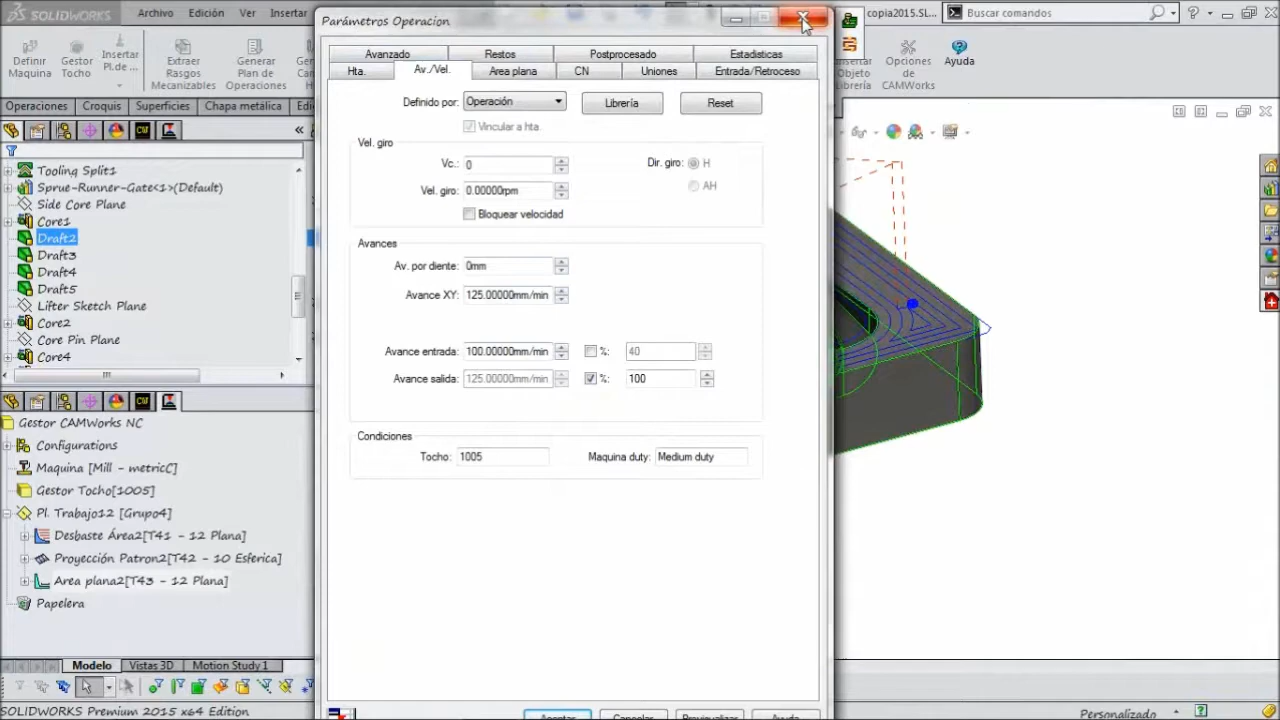 SOLIDWORKS
Archivo Edición Ver Insertar
Parámetros Operacion
copia2015.SL...
Buscar comandos
Definir Maquina
Gestor Tocho
Insertar Pl.de ...
Extraer Rasgos Mecanizables
Generar Plan de Operaciones
Insertar Objeto
Opciones de CAMWorks
Ayuda
Operaciones Croquis Superficies Chapa metálica
Avanzado Restos Postprocesado Estadisticas
Hta. Av./Vel. Area plana CN Uniones Entrada/Retroceso
Definido por: Operación Librería Reset
Vincular a hta.
Vel. giro
Vc.: 0 Dir. giro: H
Vel. giro: 0.00000rpm AH
Bloquear velocidad
Avances
Av. por diente: 0mm
Avance XY: 125.00000mm/min
Avance entrada: 100.00000mm/min %: 40
Avance salida: 125.00000mm/min %: 100
Condiciones
Tocho: 1005 Maquina duty: Medium duty
Aceptar Cancelar Previsualizar Ayuda
Tooling Split1
Sprue-Runner-Gate<1>(Default)
Side Core Plane
Core1
Draft2
Draft3
Draft4
Draft5
Lifter Sketch Plane
Core2
Core Pin Plane
Core4
CW
CW
Gestor CAMWorks NC
Configurations
Maquina [Mill - metricC]
Gestor Tocho[1005]
Pl. Trabajo12 [Grupo4]
Desbaste Área2[T41 - 12 Plana]
Proyección Patron2[T42 - 10 Esferica]
Area plana2[T43 - 12 Plana]
Papelera
Modelo Vistas 3D Motion Study 1
SOLIDWORKS Premium 2015 x64 Edition
Personalizado